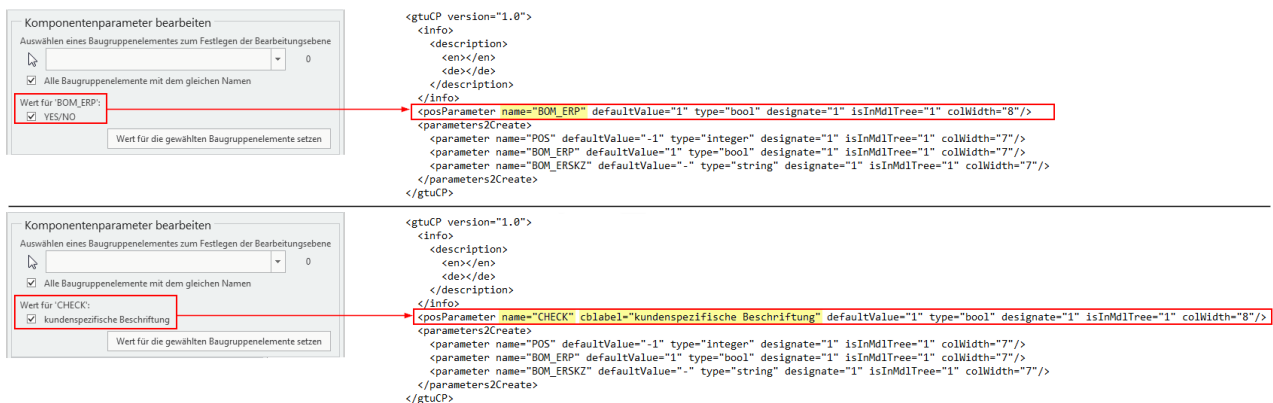 Komponentenparameter bearbeiten
Auswählen eines Baugruppenelementes zum Festlegen der Bearbeitungsebene
0
Alle Baugruppenelemente mit dem gleichen Namen
Wert für 'BOM_ERP':
YES/NO
Wert für die gewählten Baugruppenelemente setzen
<gtuCP version="1.0">
<info>
<description>
<en></en>
<de></de>
</description>
</info>
<posParameter name="BOM_ERP" defaultValue="1" type="bool" designate="1" isInMdlTree="1" colWidth="8"/>
<parameters2Create>
<parameter name="POS" defaultValue="-1" type="integer" designate="1" isInMdlTree="1" colWidth="7"/>
<parameter name="BOM_ERP" defaultValue="1" type="bool" designate="1" isInMdlTree="1" colWidth="7"/>
<parameter name="BOM_ERSKZ" defaultValue="-" type="string" designate="1" isInMdlTree="1" colWidth="7"/>
</parameters2Create>
</gtuCP>
Komponentenparameter bearbeiten
Auswählen eines Baugruppenelementes zum Festlegen der Bearbeitungsebene
0
Alle Baugruppenelemente mit dem gleichen Namen
Wert für 'CHECK':
kundenspezifische Beschriftung
Wert für die gewählten Baugruppenelemente setzen
<gtuCP version="1.0">
<info>
<description>
<en></en>
<de></de>
</description>
</info>
<posParameter name="CHECK" cblabel="kundenspezifische Beschriftung" defaultValue="1" type="bool" designate="1" isInMdlTree="1" colWidth="8"/>
<parameters2Create>
<parameter name="POS" defaultValue="-1" type="integer" designate="1" isInMdlTree="1" colWidth="7"/>
<parameter name="BOM_ERP" defaultValue="1" type="bool" designate="1" isInMdlTree="1" colWidth="7"/>
<parameter name="BOM_ERSKZ" defaultValue="-" type="string" designate="1" isInMdlTree="1" colWidth="7"/>
</parameters2Create>
</gtuCP>